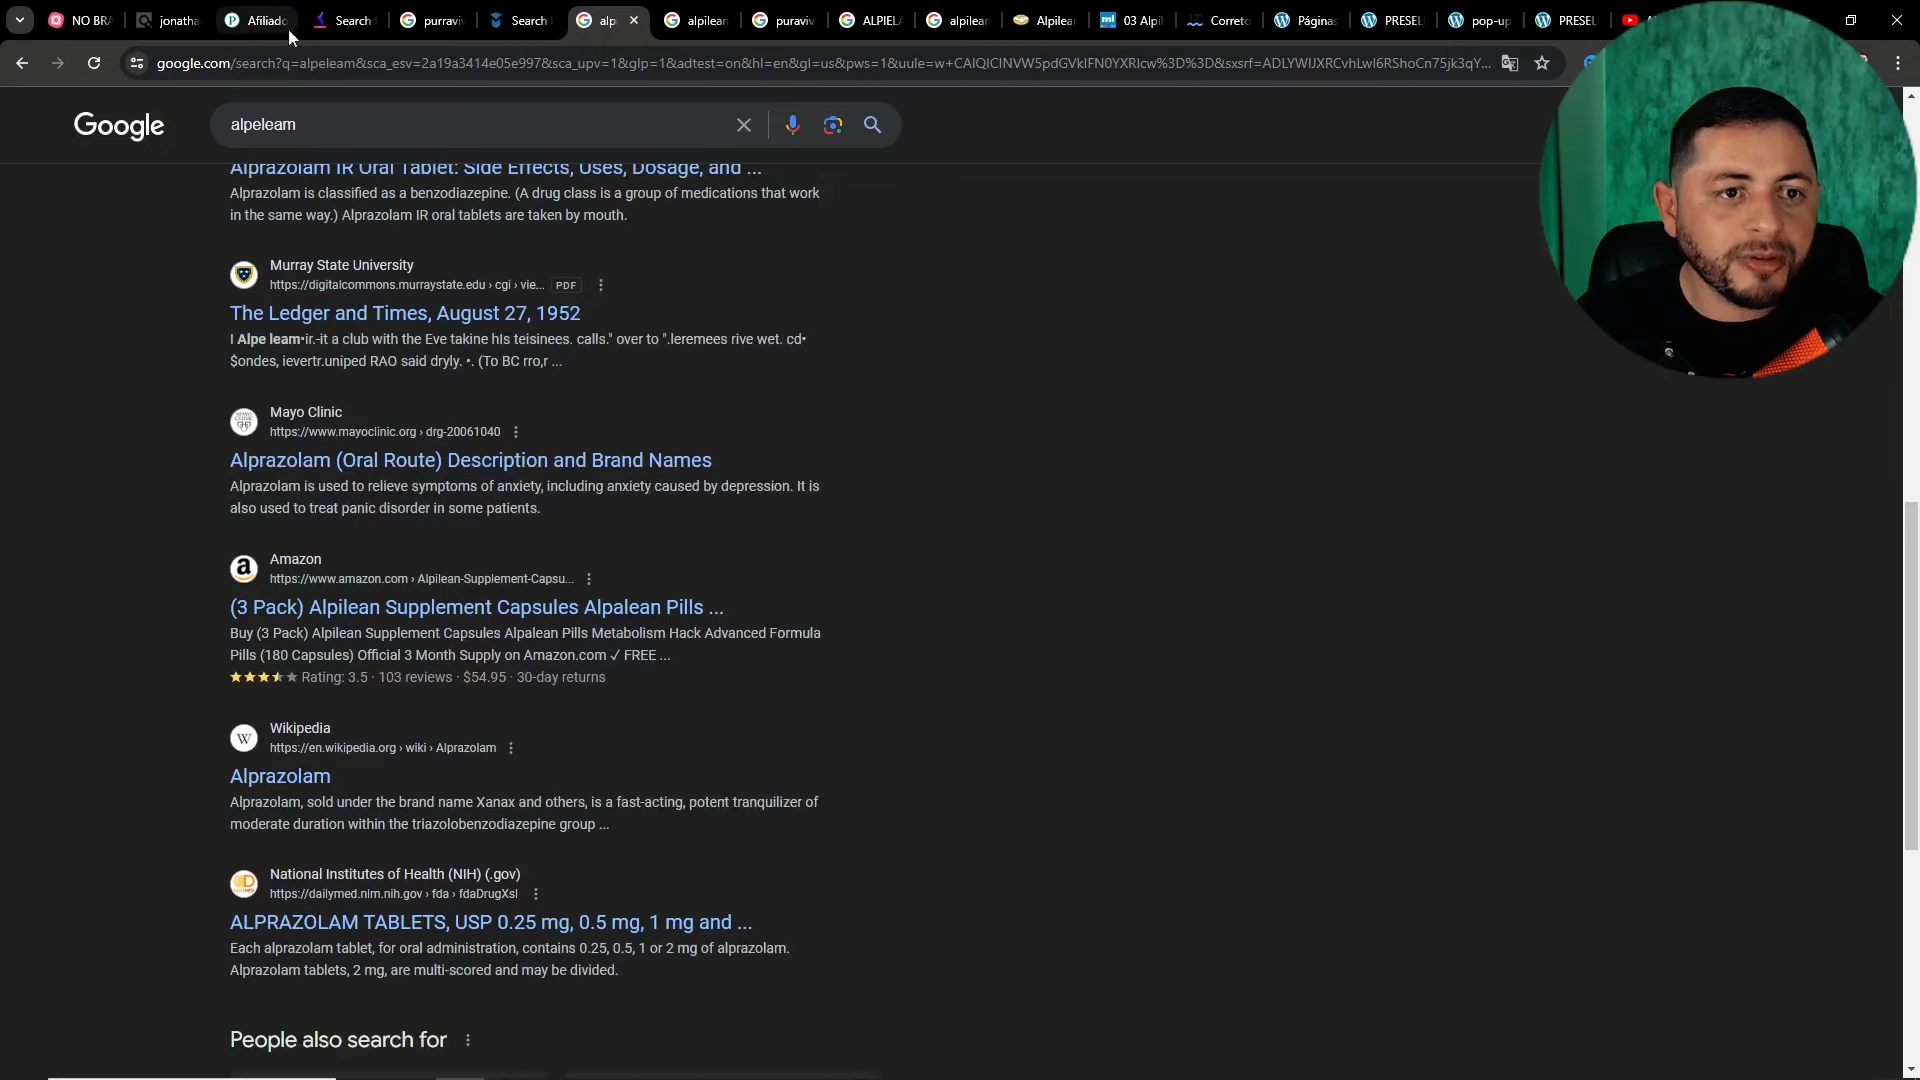 NO BRA
jonatha
Afiliado
Search
purravi
Search
alp
alpilean
puravi
ALPIEL
alpilear
Alpilear
03 Alpi
Correto
Páginas
PRESEL
pop-up
PRESEL
google.com/search?q=alpeleam&sca_esv=2a19a3414e05e997&sca_upv=1&glp=1&adtest=on&hl=en&gl=us&pws=1&uule=w+CAIQICINVW5pdGVkIFN0YXRlcw%3D%3D&sxsrf=ADLYWIJXRCvhLwI6RShoCn75jk3qY...
Google
alpeleam
Alprazolam IR Oral Tablet: Side Effects, Uses, Dosage, and ...
Alprazolam is classified as a benzodiazepine. (A drug class is a group of medications that work
in the same way.) Alprazolam IR oral tablets are taken by mouth.
Murray State University
https://digitalcommons.murraystate.edu › cgi › vie... PDF
The Ledger and Times, August 27, 1952
I Alpe leam•ir.-it a club with the Eve takine hls teisinees. calls." over to ".leremees rive wet. cd•
$ondes, ievertr.uniped RAO said dryly. •. (To BC rro,r ...
Mayo Clinic
https://www.mayoclinic.org › drg-20061040
Alprazolam (Oral Route) Description and Brand Names
Alprazolam is used to relieve symptoms of anxiety, including anxiety caused by depression. It is
also used to treat panic disorder in some patients.
Amazon
https://www.amazon.com › Alpilean-Supplement-Capsu...
(3 Pack) Alpilean Supplement Capsules Alpalean Pills ...
Buy (3 Pack) Alpilean Supplement Capsules Alpalean Pills Metabolism Hack Advanced Formula
Pills (180 Capsules) Official 3 Month Supply on Amazon.com ✓ FREE ...
Rating: 3.5 · 103 reviews · $54.95 · 30-day returns
Wikipedia
https://en.wikipedia.org › wiki › Alprazolam
Alprazolam
Alprazolam, sold under the brand name Xanax and others, is a fast-acting, potent tranquilizer of
moderate duration within the triazolobenzodiazepine group ...
National Institutes of Health (NIH) (.gov)
https://dailymed.nlm.nih.gov › fda › fdaDrugXsl
ALPRAZOLAM TABLETS, USP 0.25 mg, 0.5 mg, 1 mg and ...
Each alprazolam tablet, for oral administration, contains 0.25, 0.5, 1 or 2 mg of alprazolam.
Alprazolam tablets, 2 mg, are multi-scored and may be divided.
People also search for